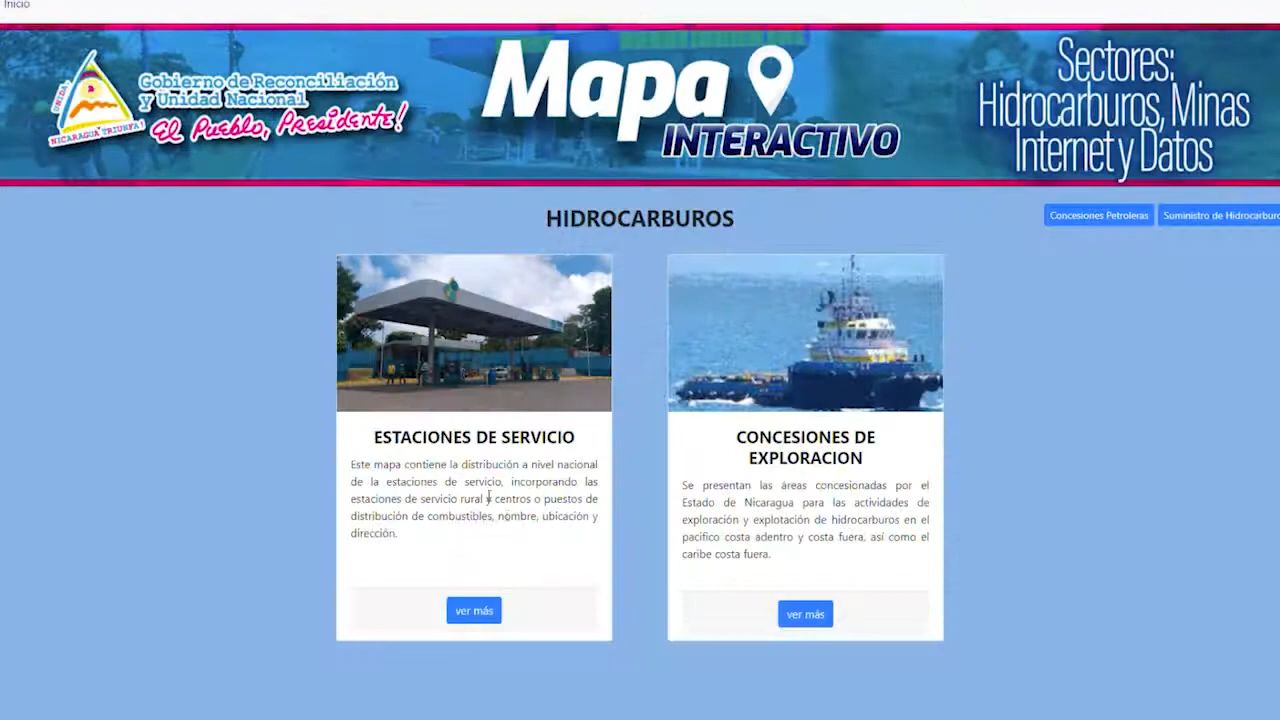 Inicio
UNIDA
NICARAGUA TRIUNFA!
Gobierno de Reconciliación
y Unidad Nacional
El Pueblo, Presidente!
Mapa
INTERACTIVO
Sectores:
Hidrocarburos, Minas
Internet y Datos
HIDROCARBUROS
Concesiones Petroleras
Suministro de Hidrocarburo
ESTACIONES DE SERVICIO
Este mapa contiene la distribución a nivel nacional
de la estaciones de servicio, incorporando las
estaciones de servicio rural y centros o puestos de
distribución de combustibles, nombre, ubicación y
dirección.
ver más
CONCESIONES DE
EXPLORACION
Se presentan las áreas concesionadas por el
Estado de Nicaragua para las actividades de
exploración y explotación de hidrocarburos en el
pacifico costa adentro y costa fuera, así como el
caribe costa fuera.
ver más